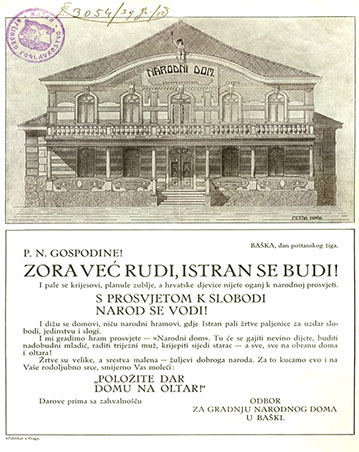 3054/39
NARODNI DOM
BAŠKA, dan poštanskog žiga.
P. N. GOSPODINE!
ZORA VEĆ RUDI, ISTRAN SE BUDI!
I pale se krijesovi, planule zublje, a hrvatske djevice nijete oganj k narodnoj prosvjeti.
S PROSVJETOM K SLOBODI
NAROD SE VODI!
I dižu se domovi, niču narodni hramovi, gdje Istran pali žrtve paljenice za uzdar slo-
bodi, jedinstvu i slogi.
I mi gradimo hram prosvjete — »Narodni dom«. Tu će se gajiti nevino dijete, buditi
nadobudni mladić, raditi trijezni muž, krijepiti sijedi starac — a sve, sve na obranu doma
i oltara!
Žrtve su velike, a sredstva malena — žuljevi dobroga naroda. Za to kucamo evo i na
Vaše rodoljubno srce, smijerno Vas moleći:
„POLOŽITE DAR
DOMU NA OLTAR!"
Darove prima sa zahvalnošću
ODBOR
ZA GRADNJU NARODNOG DOMA
U BAŠKI.